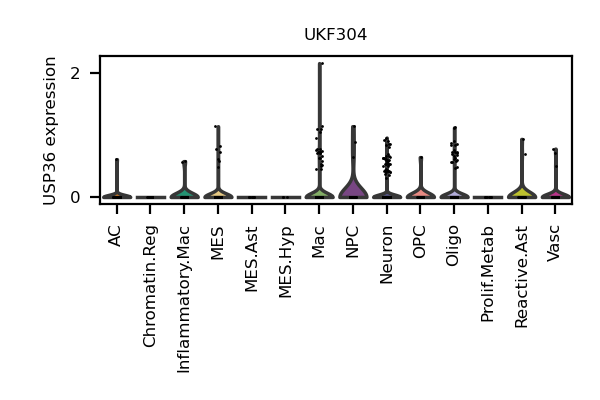 UKF304
USP36 expression
2
0
AC
Chromatin.Reg
Inflammatory.Mac
MES
MES.Ast
MES.Hyp
Mac
NPC
Neuron
OPC
Oligo
Prolif.Metab
Reactive.Ast
Vasc